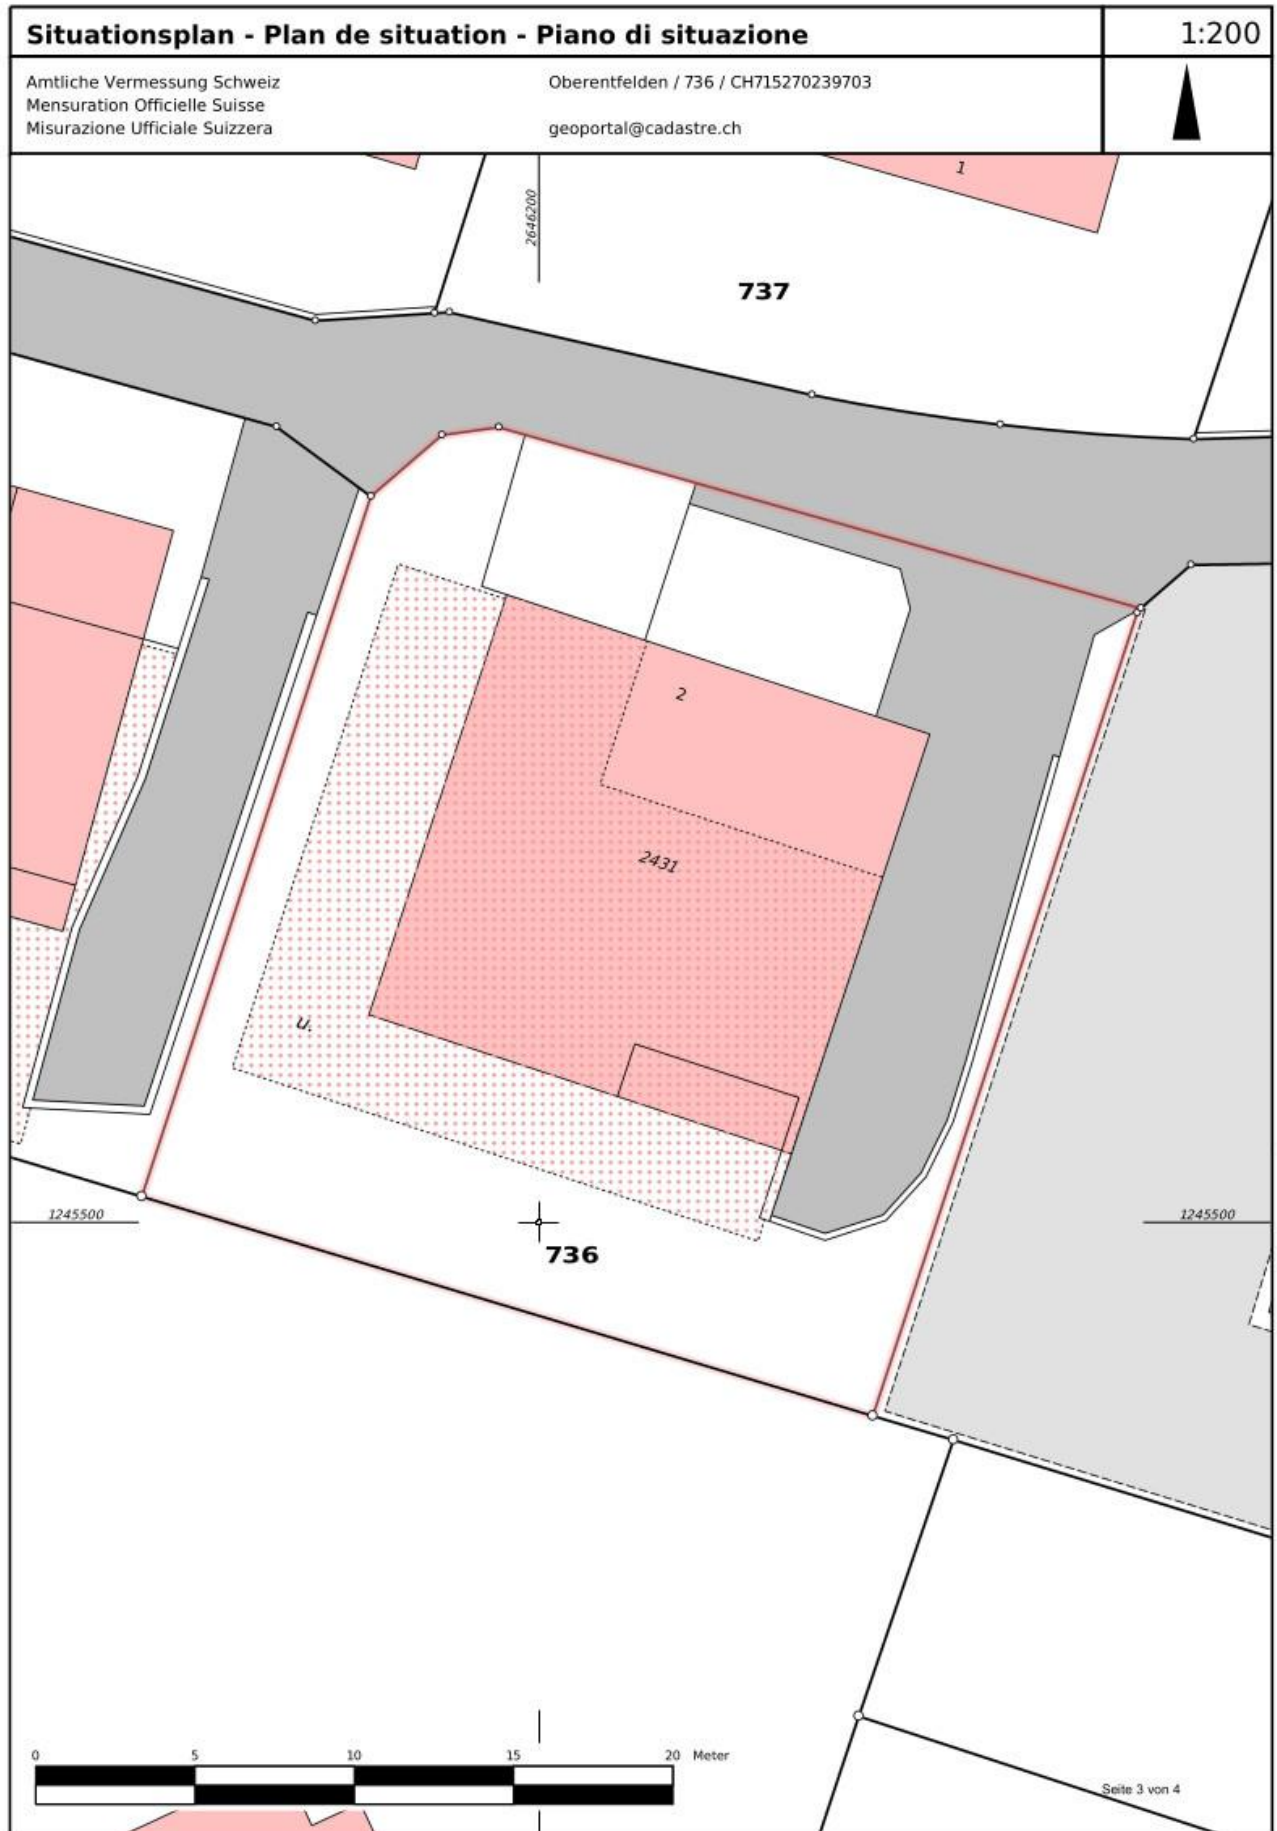 Situationsplan - Plan de situation - Piano di situazione
1:200
Amtliche Vermessung Schweiz
Mensuration Officielle Suisse
Misurazione Ufficiale Suizzera
Oberentfelden / 736 / CH715270239703
geoportal@cadastre.ch
1
2646200
737
2
2431
u.
1245500
1245500
736
0 5 10 15 20 Meter
Seite 3 von 4